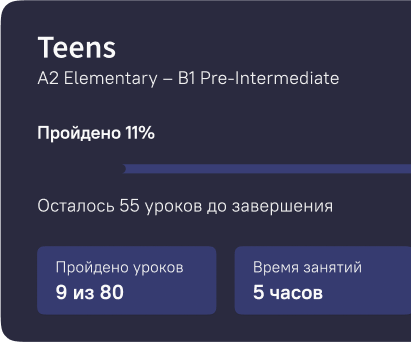 Teens
A2 Elementary – B1 Pre-Intermediate
Пройдено 11%
Осталось 55 уроков до завершения
Пройдено уроков
9 из 80
Время занятий
5 часов